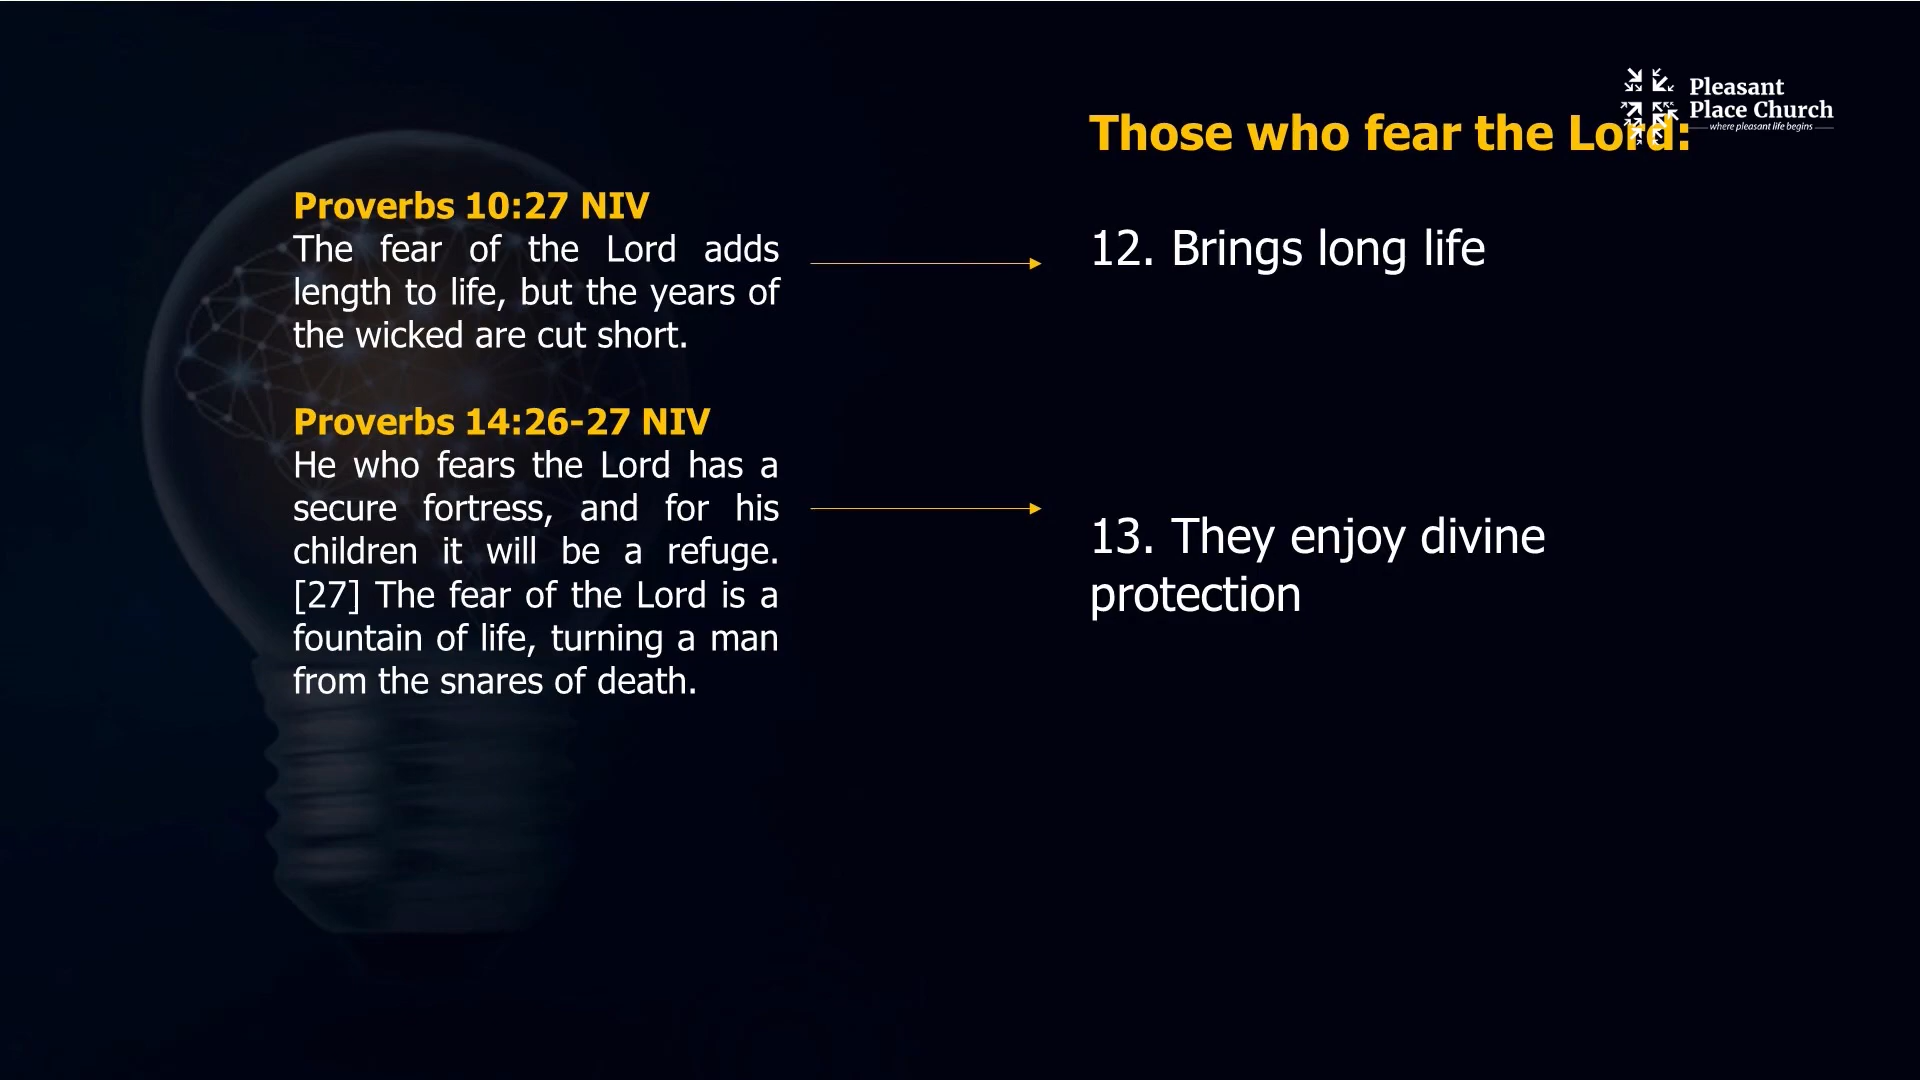 Pleasant
Place Church
where pleasant life begins
Those who fear the Lord:
Proverbs 10:27 NIV
The fear of the Lord adds
length to life, but the years of
the wicked are cut short.
12. Brings long life
Proverbs 14:26-27 NIV
He who fears the Lord has a
secure fortress, and for his
children it will be a refuge.
[27] The fear of the Lord is a
fountain of life, turning a man
from the snares of death.
13. They enjoy divine
protection